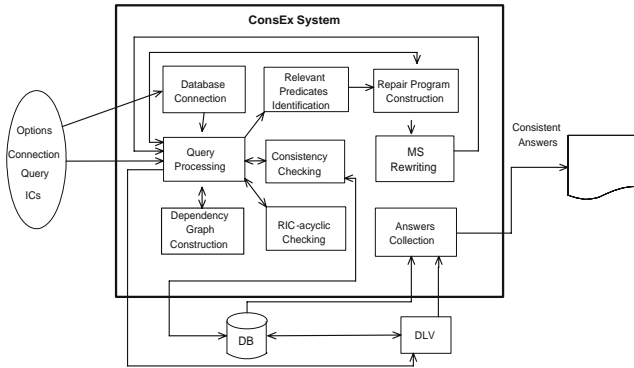 ConsEx System
Database
Connection
Relevant
Predicates
Identification
Repair Program
Construction
Options
Connection
Query
ICs
Query
Processing
Consistency
Checking
MS
Rewriting
Consistent
Answers
Dependency
Graph
Construction
RIC-acyclic
Checking
Answers
Collection
DB
DLV